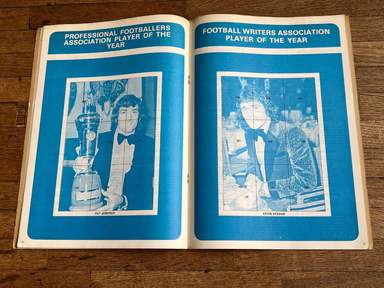 PROFESSIONAL FOOTBALLERS
ASSOCIATION PLAYER OF THE
YEAR
FOOTBALL WRITERS ASSOCIATION
PLAYER OF THE YEAR
PAT JENNINGS
KEVIN KEEGAN